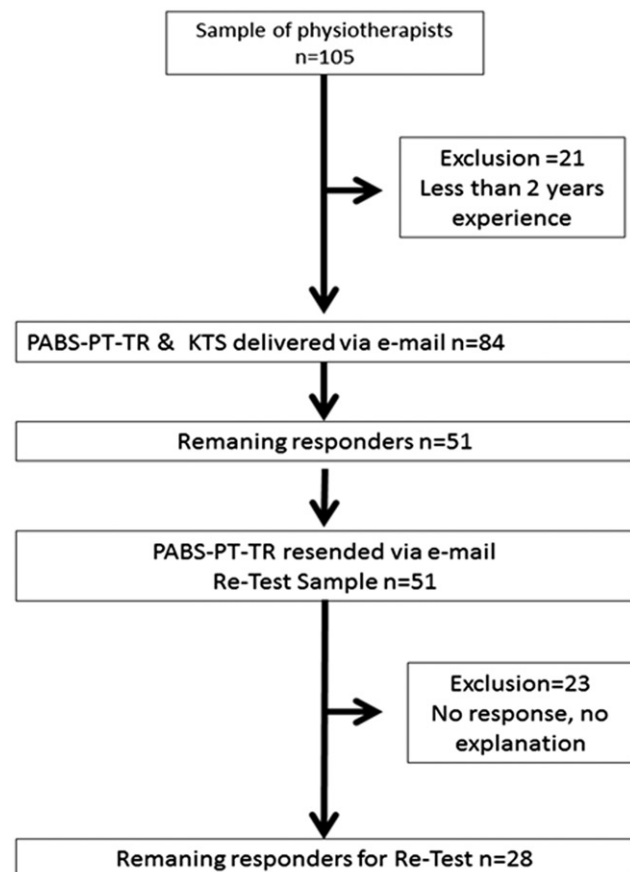 Sample of physiotherapists
n=105
Exclusion =21
Less than 2 years
experience
PABS-PT-TR & KTS delivered via e-mail n=84
Remaning responders n=51
PABS-PT-TR resended via e-mail
Re-Test Sample n=51
Exclusion=23
No response, no
explanation
Remaning responders for Re-Test n=28